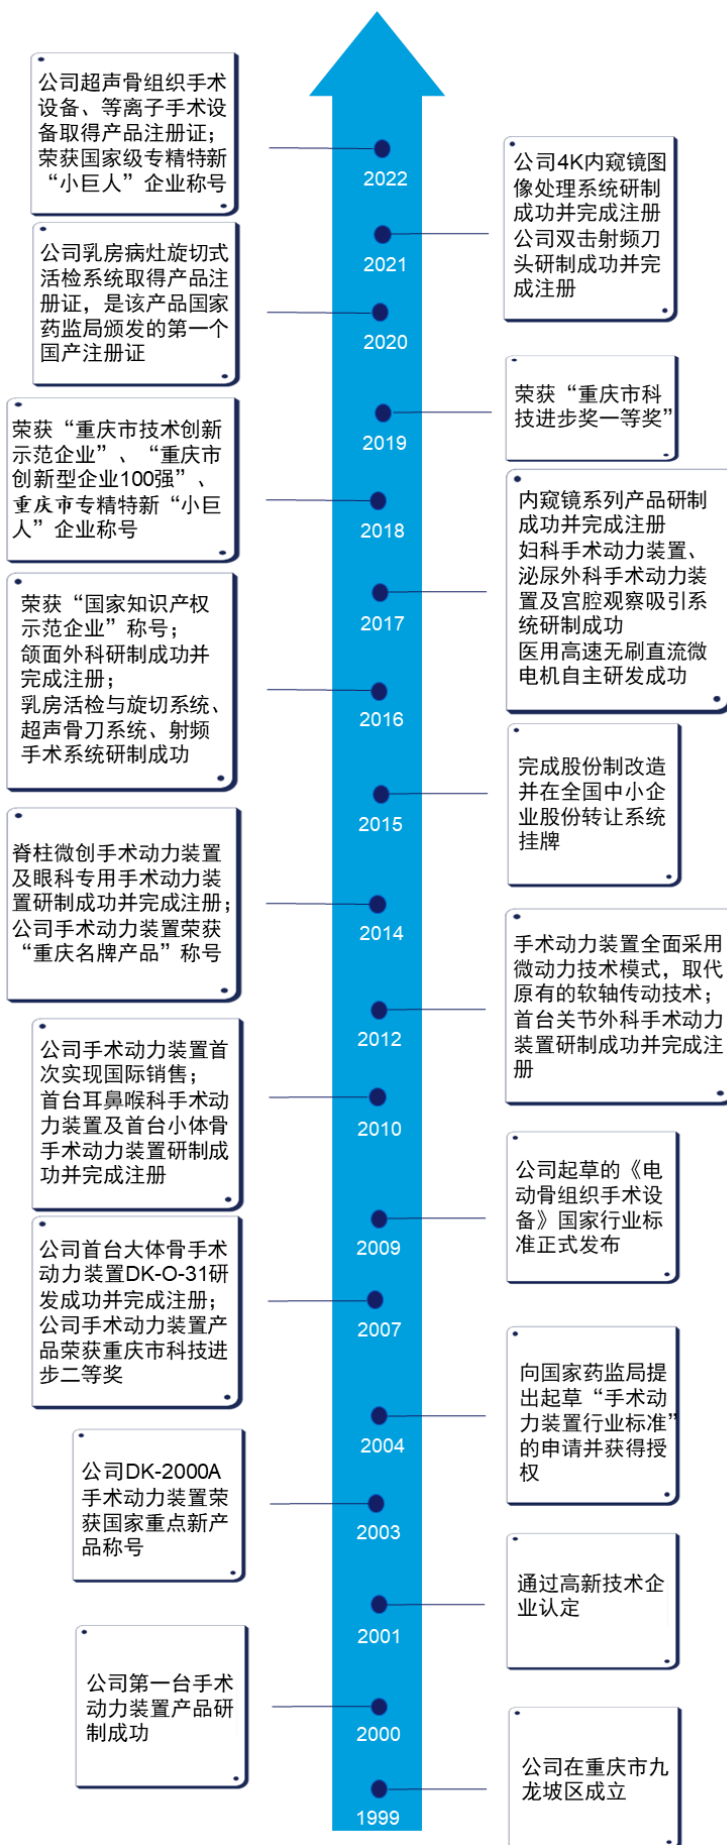 公司超声骨组织手术
设备、等离子手术设
备取得产品注册证；
荣获国家级专精特新
“小巨人”企业称号
2022
公司4K内窥镜图
像处理系统研制
成功并完成注册
公司双击射频刀
头研制成功并完
成注册
2021
公司乳房病灶旋切式
活检系统取得产品注
册证，是该产品国家
药监局颁发的第一个
国产注册证
2020
荣获“重庆市科
技进步奖一等奖”
2019
荣获“重庆市技术创新
示范企业”、“重庆市
创新型企业100强”、
重庆市专精特新“小巨
人”企业称号
2018
内窥镜系列产品研制
成功并完成注册
妇科手术动力装置、
泌尿外科手术动力装
置及宫腔观察吸引系
统研制成功
医用高速无刷直流微
电机自主研发成功
2017
荣获“国家知识产权
示范企业”称号；
颌面外科研制成功并
完成注册；
乳房活检与旋切系统、
超声骨刀系统、射频
手术系统研制成功
2016
完成股份制改造
并在全国中小企
业股份转让系统
挂牌
2015
脊柱微创手术动力装置
及眼科专用手术动力装
置研制成功并完成注册；
公司手术动力装置荣获
“重庆名牌产品”称号
2014
手术动力装置全面采用
微动力技术模式，取代
原有的软轴传动技术；
首台关节外科手术动力
装置研制成功并完成注
册
2012
公司手术动力装置首
次实现国际销售；
首台耳鼻喉科手术动
力装置及首台小体骨
手术动力装置研制成
功并完成注册
2010
公司起草的《电
动骨组织手术设
备》国家行业标
准正式发布
2009
公司首台大体骨手术
动力装置DK-O-31研
发成功并完成注册；
公司手术动力装置产
品荣获重庆市科技进
步二等奖
2007
向国家药监局提
出起草“手术动
力装置行业标准”
的申请并获得授
权
2004
公司DK-2000A
手术动力装置荣
获国家重点新产
品称号
2003
通过高新技术企
业认定
2001
公司第一台手术
动力装置产品研
制成功
2000
公司在重庆市九
龙坡区成立
1999